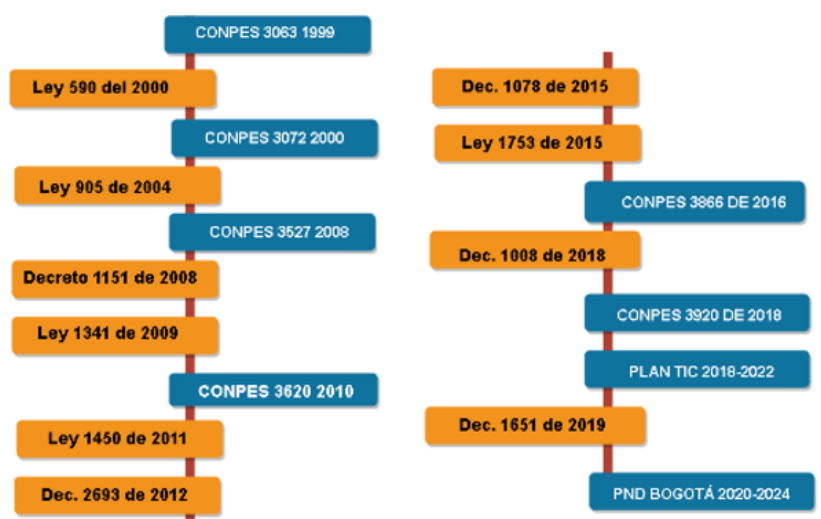 CONPES 3063 1999
Ley 590 del 2000
CONPES 3072 2000
Ley 905 de 2004
CONPES 3527 2008
Decreto 1151 de 2008
Ley 1341 de 2009
CONPES 3620 2010
Ley 1450 de 2011
Dec. 2693 de 2012
Dec. 1078 de 2015
Ley 1753 de 2015
CONPES 3866 DE 2016
Dec. 1008 de 2018
CONPES 3920 DE 2018
PLAN TIC 2018-2022
Dec. 1651 de 2019
PND BOGOTÁ 2020-2024